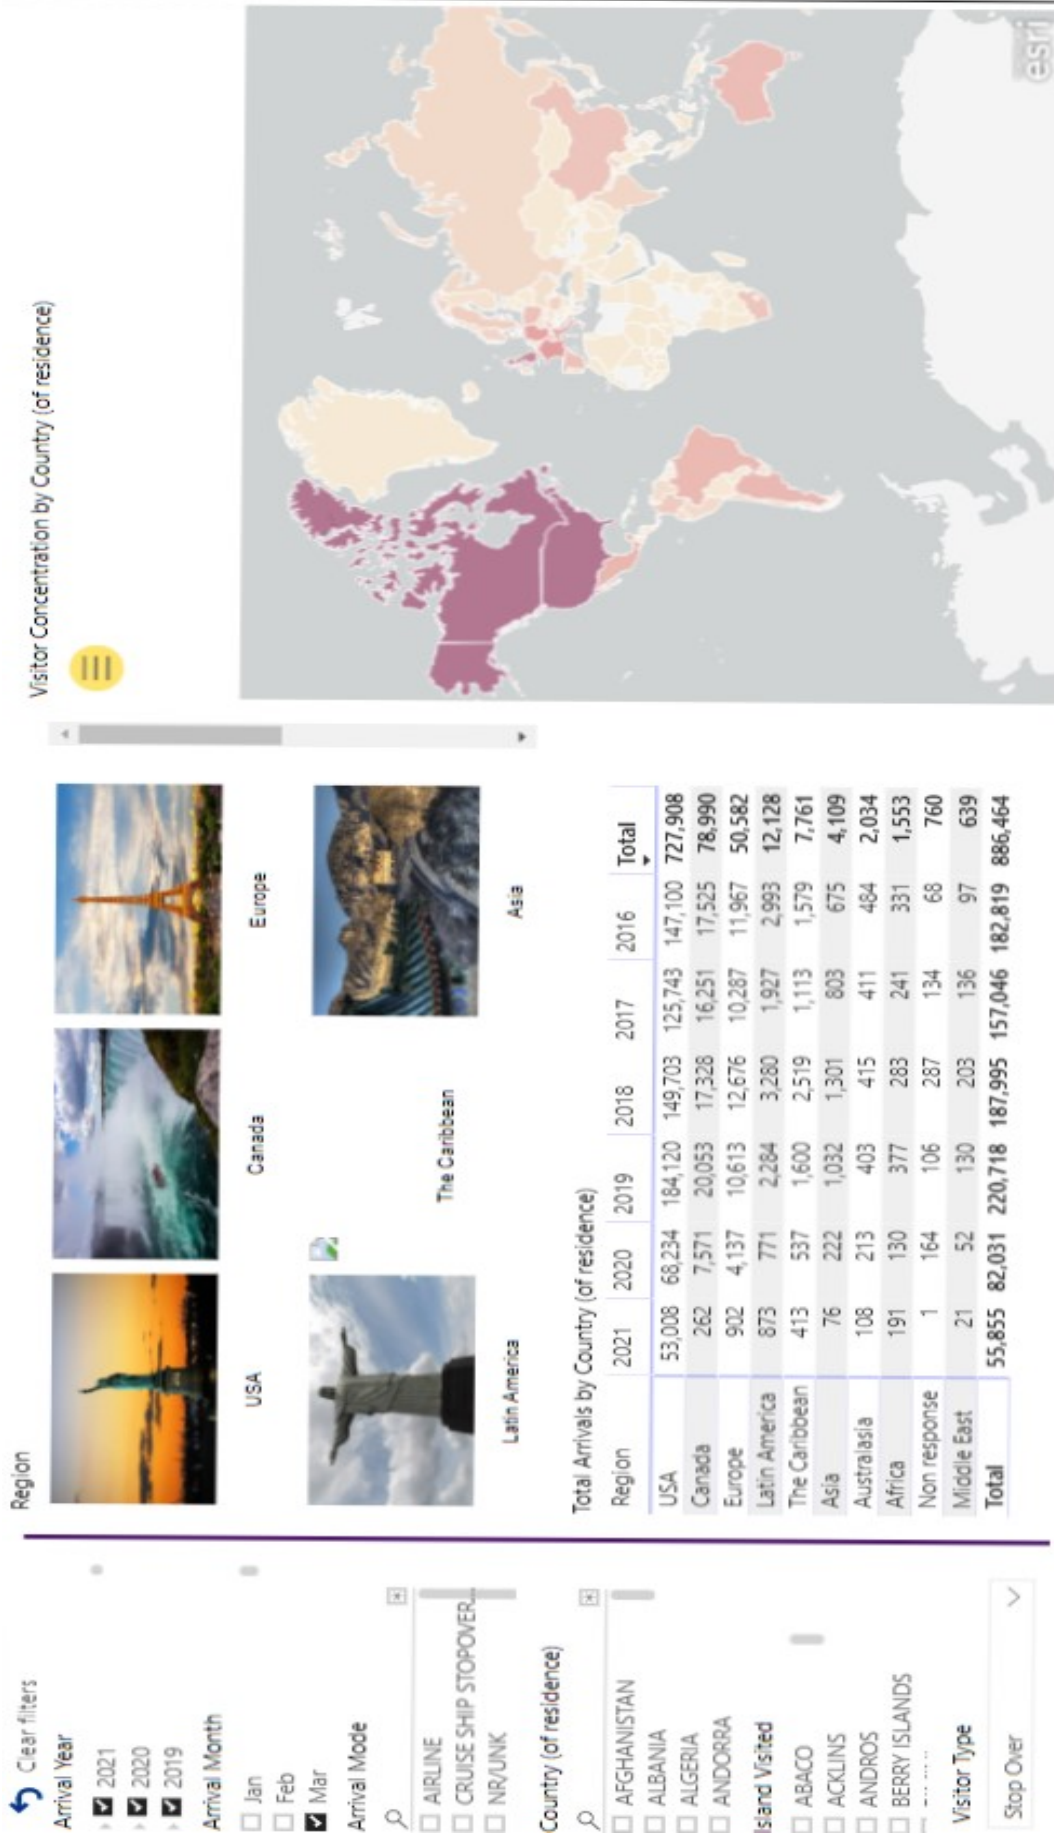 Clear filters
Arrival Year
2021
2020
2019
Arrival Month
Jan
Feb
Mar
Arrival Mode
AIRLINE
CRUISE SHIP STOPOVER...
NR/UNK
Country (of residence)
AFGHANISTAN
ALBANIA
ALGERIA
ANDORRA
Island Visited
ABACO
ACKLINS
ANDROS
BERRY ISLANDS
Visitor Type
Stop Over
Region
USA Canada Europe
Latin America The Caribbean Asia
Total Arrivals by Country (of residence)
Region 2021 2020 2019 2018 2017 2016 Total
USA 53,008 68,234 184,120 149,703 125,743 147,100 727,908
Canada 262 7,571 20,053 17,328 16,251 17,525 78,990
Europe 902 4,137 10,613 12,676 10,287 11,967 50,582
Latin America 873 771 2,284 3,280 1,927 2,993 12,128
The Caribbean 413 537 1,600 2,519 1,113 1,579 7,761
Asia 76 222 1,032 1,301 803 675 4,109
Australasia 108 213 403 415 411 484 2,034
Africa 191 130 377 283 241 331 1,553
Non response 1 164 106 287 134 68 760
Middle East 21 52 130 203 136 97 639
Total 55,855 82,031 220,718 187,995 157,046 182,819 886,464
Visitor Concentration by Country (of residence)
esri